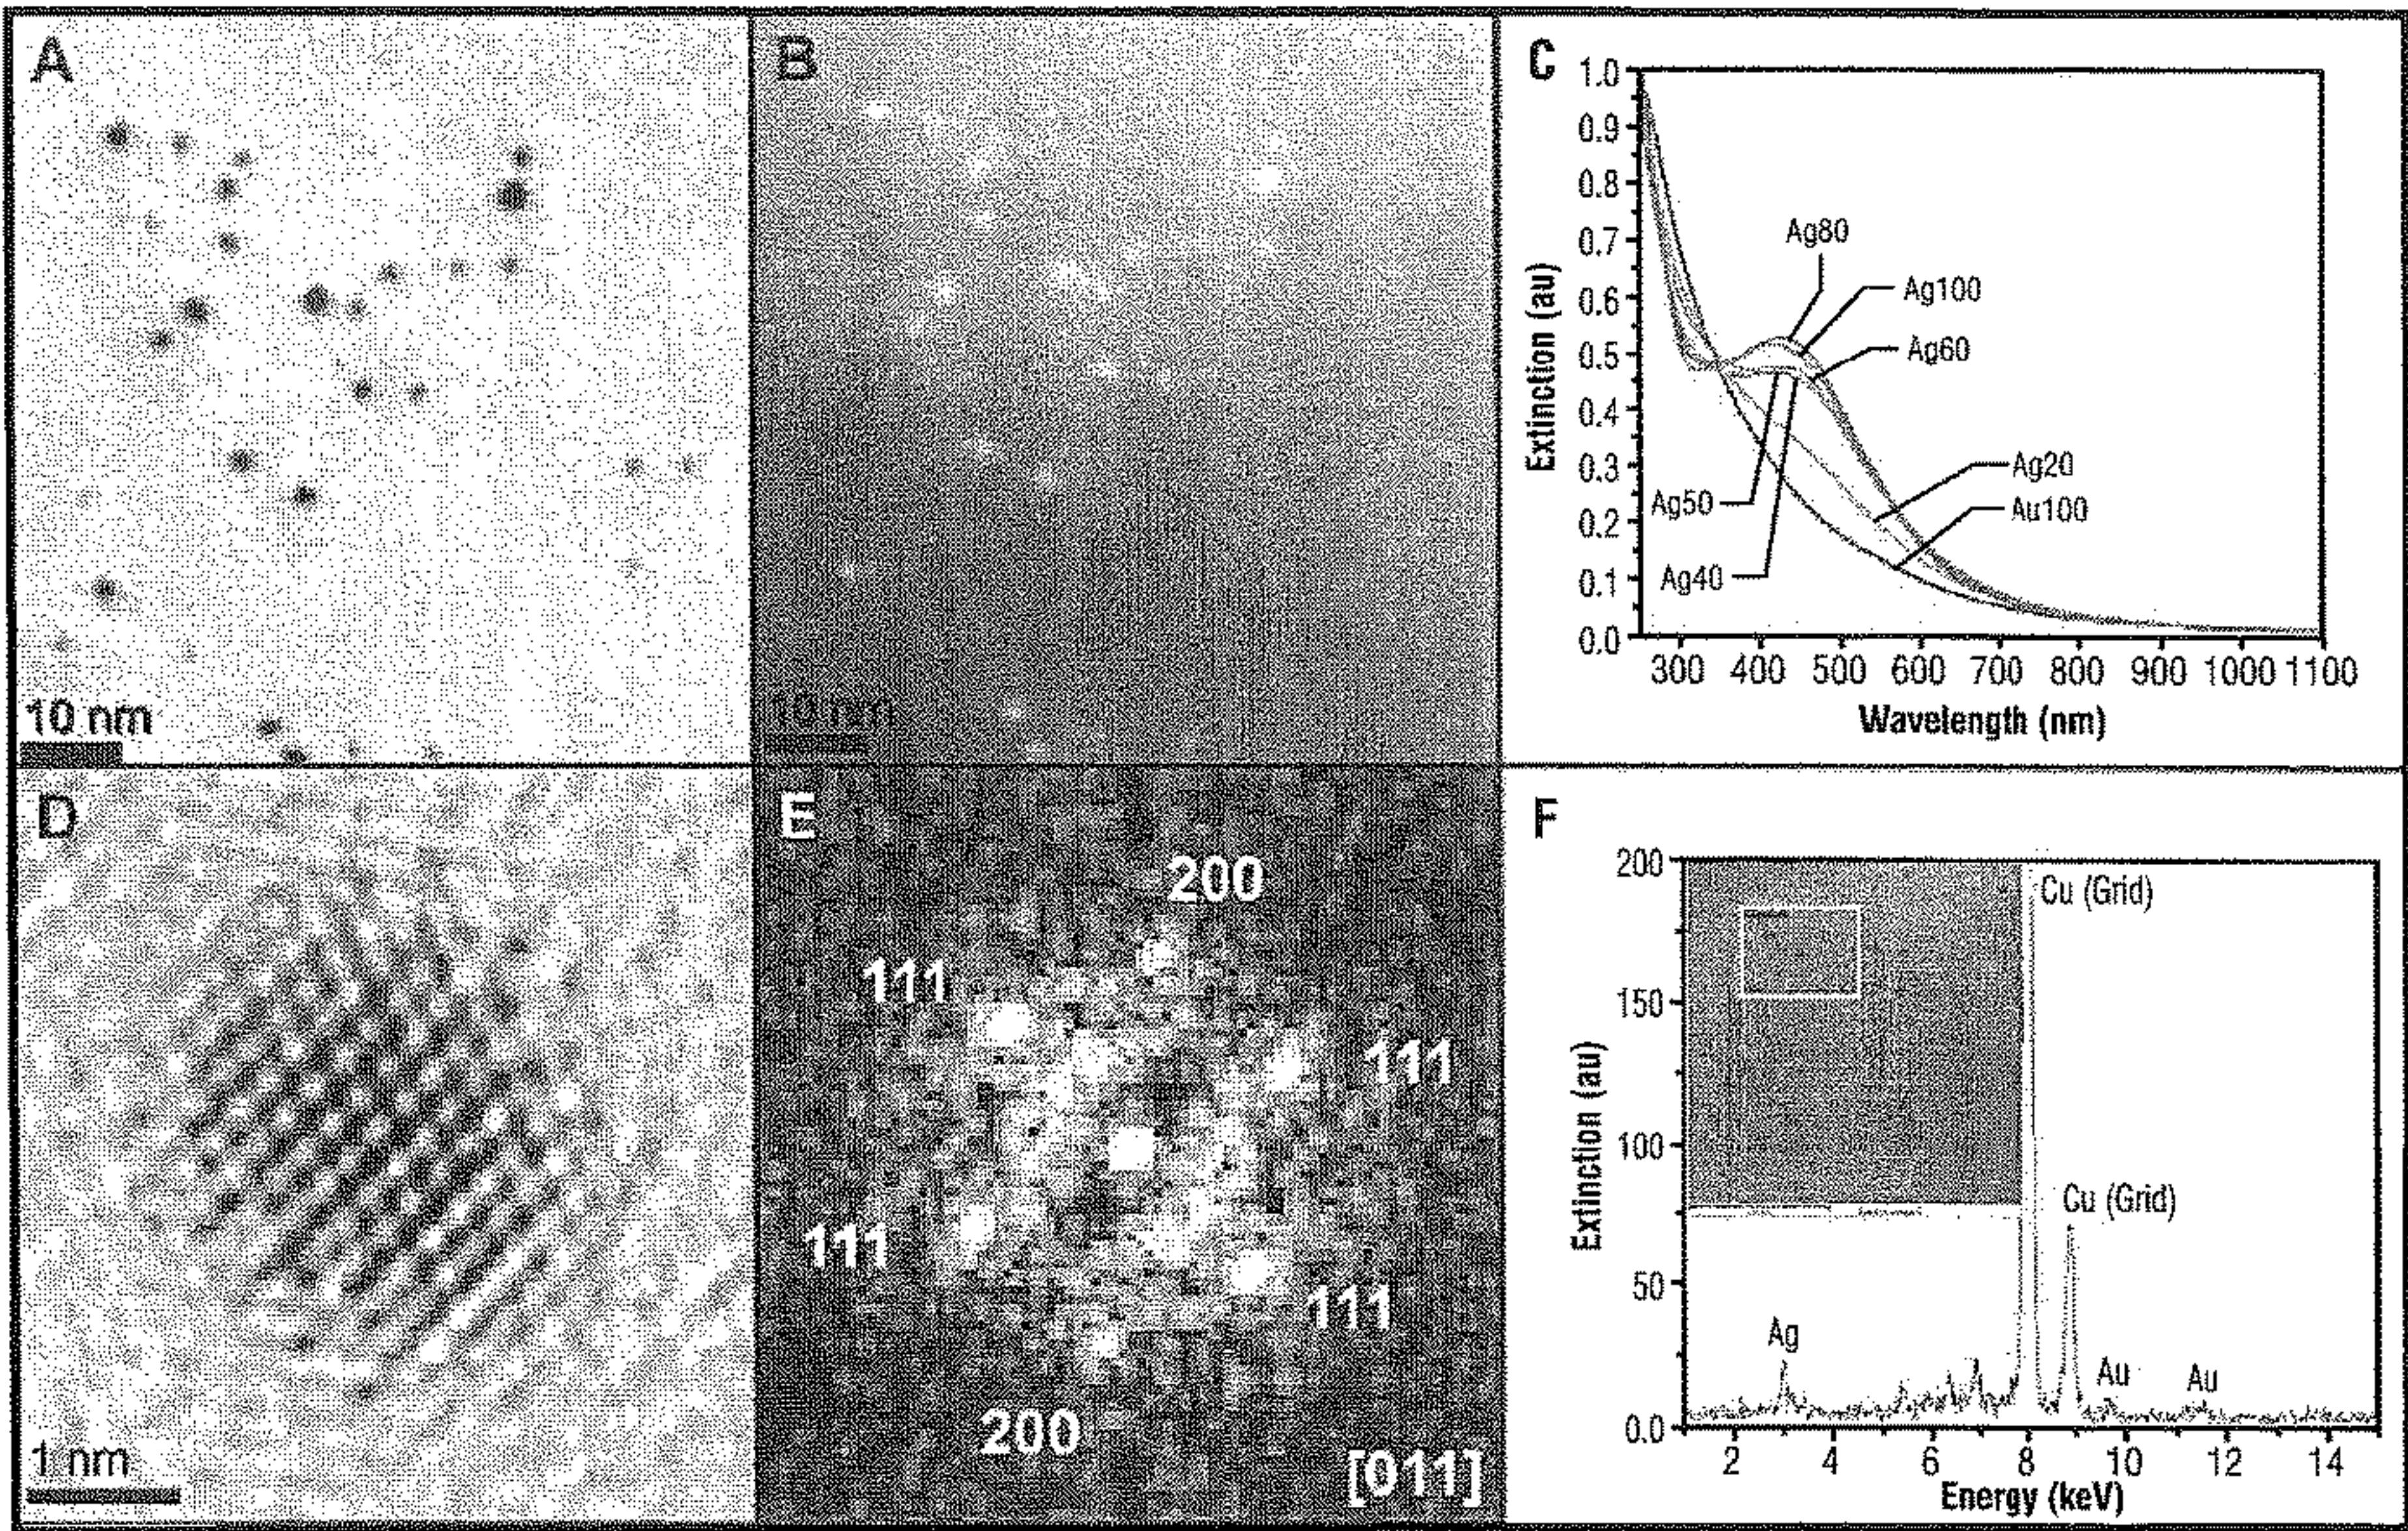 A
10 nm
B
10 nm
C
1.0
0.9
0.8
0.7
0.6
0.5
0.4
0.3
0.2
0.1
0.0
Extinction (au)
Ag80
Ag100
Ag60
Ag20
Au100
Ag50
Ag40
300 400 500 600 700 800 900 1000 1100
Wavelength (nm)
D
1 nm
E
200
111
111
111
111
200
[011]
F
200
150
100
50
0.0
Extinction (au)
Cu (Grid)
Cu (Grid)
Ag
Au
Au
2 4 6 8 10 12 14
Energy (keV)